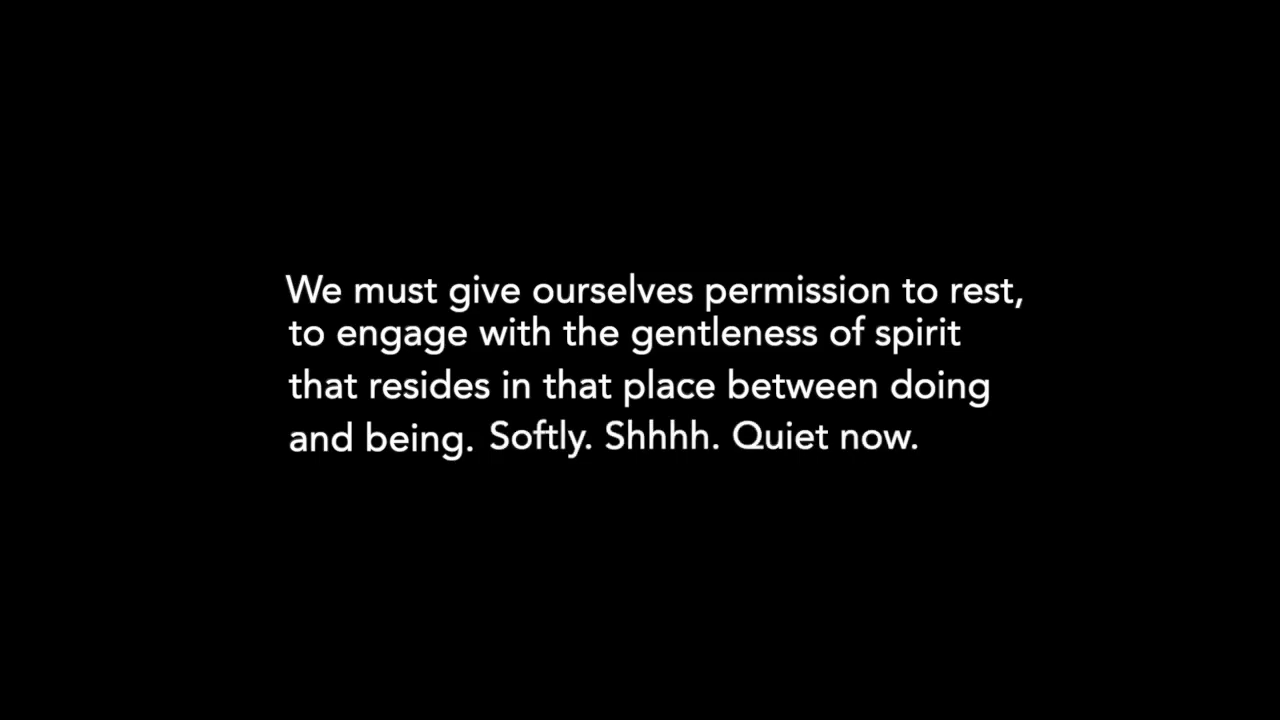 We must give ourselves permission to rest,
to engage with the gentleness of spirit
that resides in that place between doing
and being. Softly. Shhhh. Quiet now.